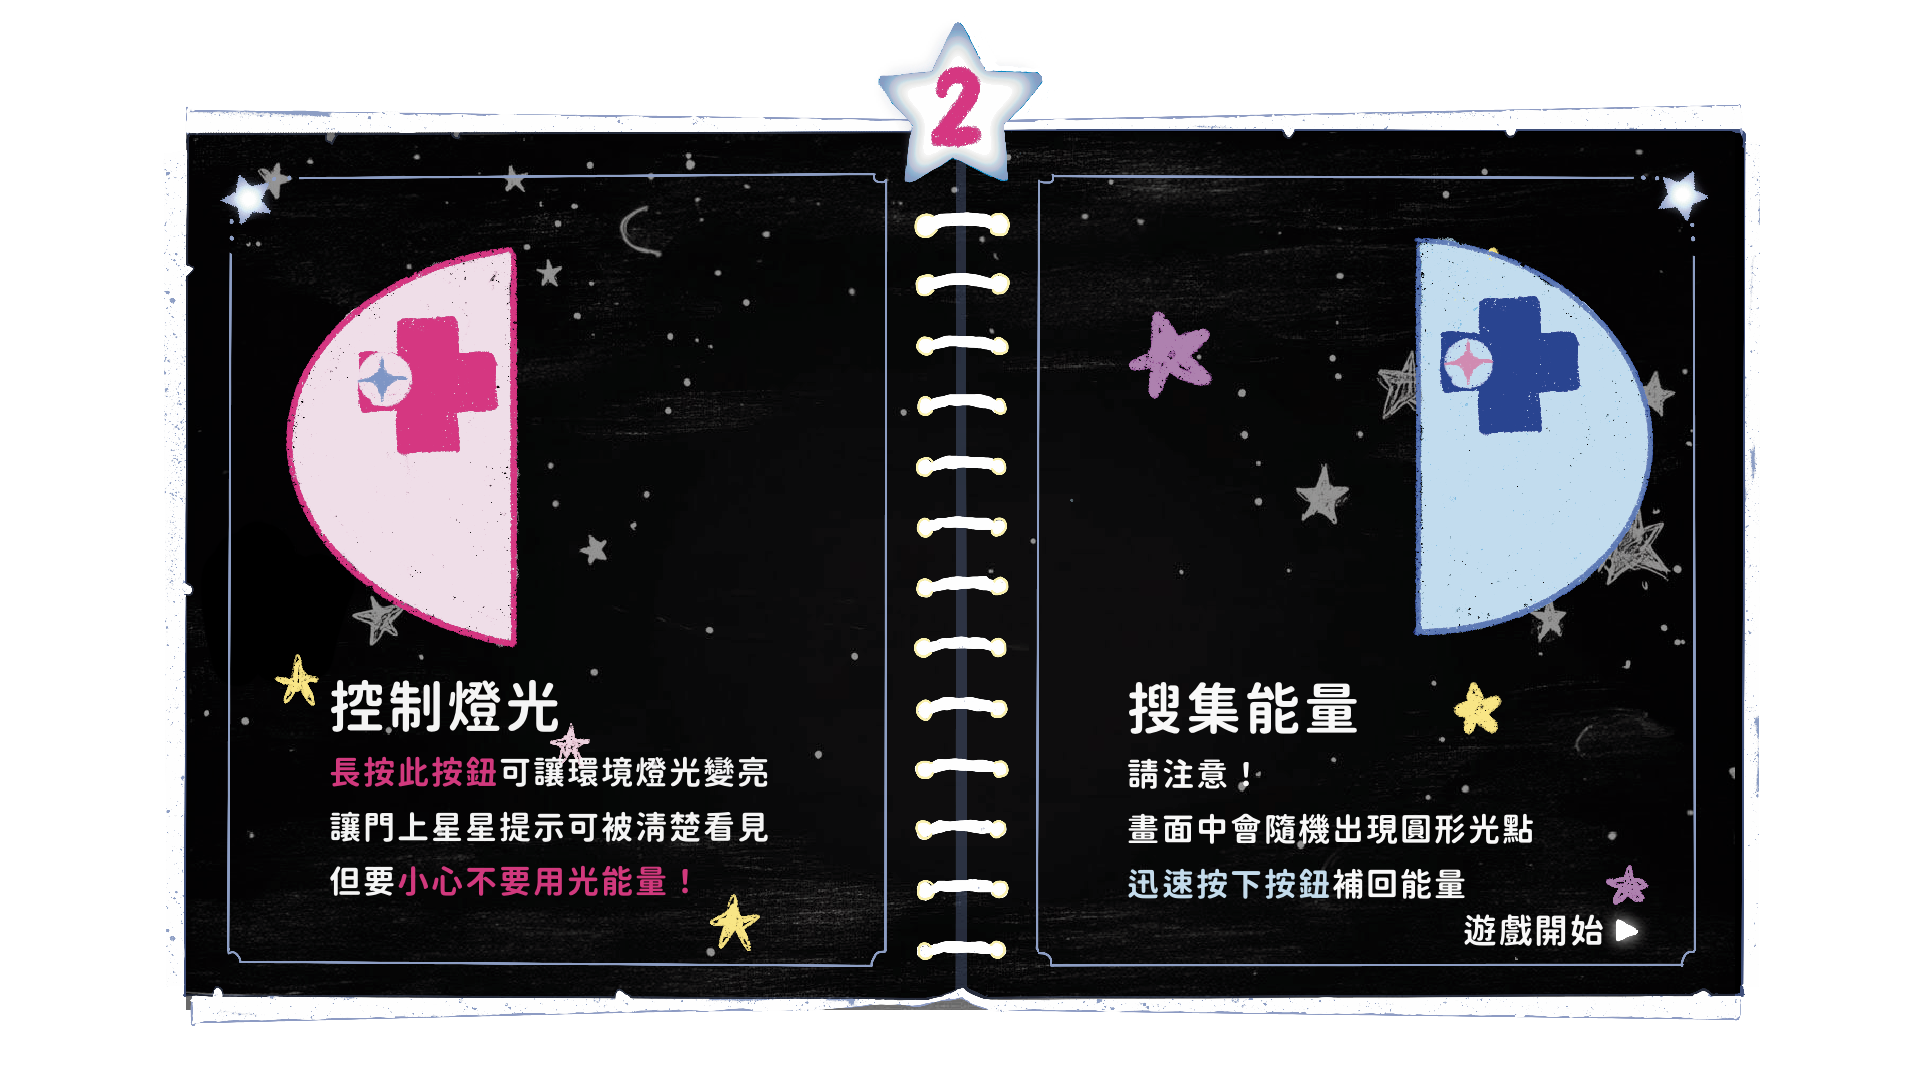 2
控制燈光
長按此按鈕可讓環境燈光變亮
讓門上星星提示可被清楚看見
但要小心不要用光能量！
搜集能量
請注意！
畫面中會隨機出現圓形光點
迅速按下按鈕補回能量
遊戲開始